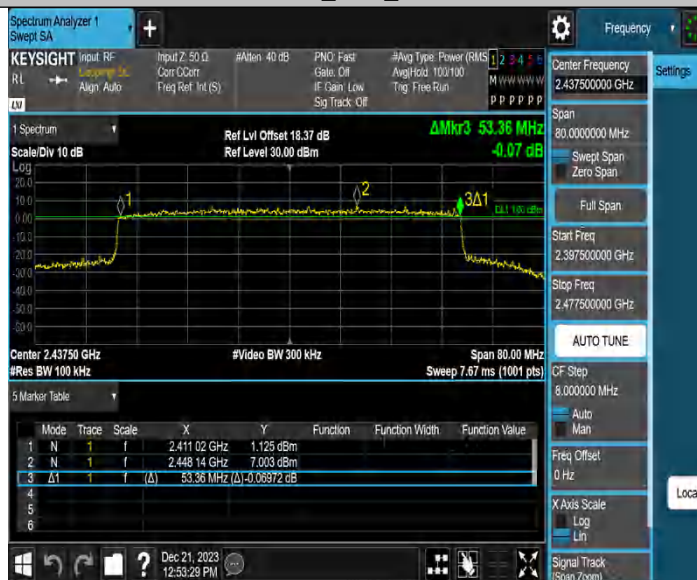 Spectrum Analyzer 1
Swept SA
+
Frequency
KEYSIGHT
RL
Input: RF
Coupling: DC
Align: Auto
Input Z: 50 Ω
Corr CCorr
Freq Ref: Int (S)
#Atten: 40 dB
PNO: Fast
Gate: Off
IF Gain: Low
Sig Track: Off
#Avg Type: Power (RMS
Avg|Hold: 100/100
Trig: Free Run
1 2 3 4 5 6
M W W W W W
P P P P P P
LXI
1 Spectrum
Scale/Div 10 dB
Ref Lvl Offset 18.37 dB
Ref Level 30.00 dBm
ΔMkr3 53.36 MHz
-0.07 dB
Log
20.0
10.0
0.00
-10.0
-20.0
-30.0
-40.0
-50.0
-60.0
1
2
3Δ1
DL1 1.00 dBm
Center 2.43750 GHz
#Res BW 100 kHz
#Video BW 300 kHz
Span 80.00 MHz
Sweep 7.67 ms (1001 pts)
5 Marker Table
Mode Trace Scale X Y Function Function Width Function Value
1 N 1 f 2.411 02 GHz 1.125 dBm
2 N 1 f 2.448 14 GHz 7.003 dBm
3 Δ1 1 f (Δ) 53.36 MHz (Δ) -0.06972 dB
4
5
6
Dec 21, 2023
12:53:29 PM
?
Center Frequency
2.437500000 GHz
Settings
Span
80.0000000 MHz
Swept Span
Zero Span
Full Span
Start Freq
2.397500000 GHz
Stop Freq
2.477500000 GHz
AUTO TUNE
CF Step
8.000000 MHz
Auto
Man
Freq Offset
0 Hz
X Axis Scale
Log
Lin
Loca
Signal Track
(Span Zoom)